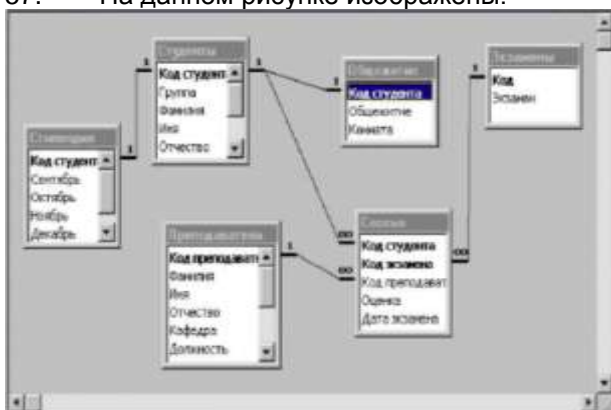 На данном рисунке изображены:
Студенты
Код студент
Группа
Фамилия
Имя
Отчество
Общежитие
Код студента
Общежитие
Комната
Экзамены
Код
Экзамен
Стипендия
Код студент
Сентябрь
Октябрь
Ноябрь
Декабрь
Преподаватели
Код преподавате
Фамилия
Имя
Отчество
Кафедра
Должность
Сессия
Код студента
Код экзамена
Код преподават
Оценка
Дата экзамена
1
1
1
1
1
1
∞
∞
∞